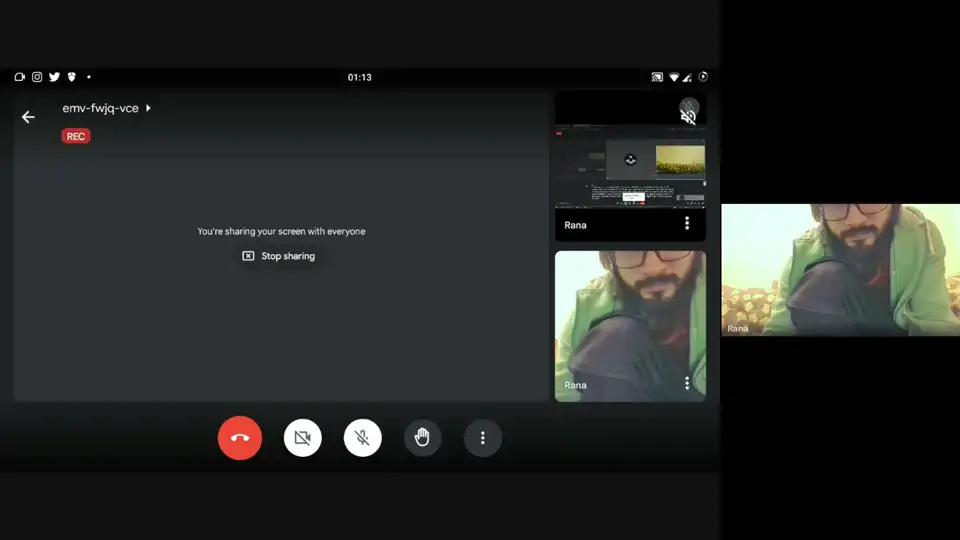 01:13
emv-fwjq-vce
REC
You're sharing your screen with everyone
Stop sharing
Rana
Rana
Rana